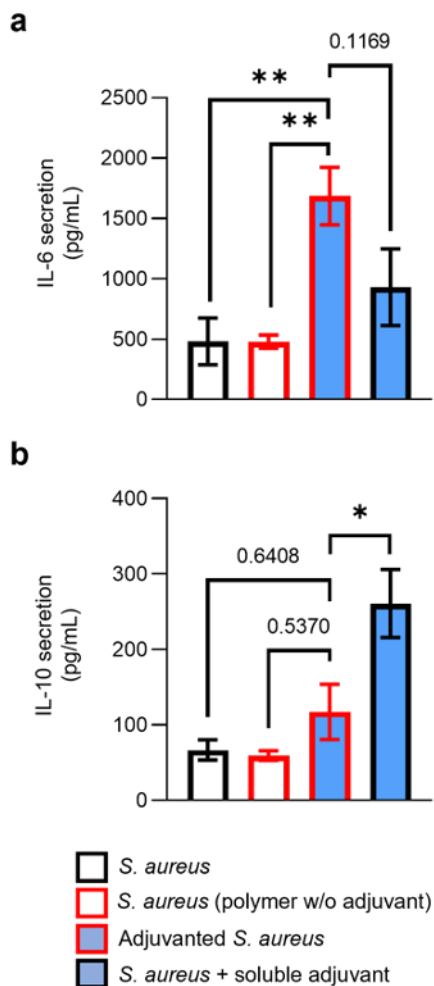 a
0.1169
**
**
2500
2000
1500
1000
500
0
IL-6 secretion
(pg/mL)
b
400
300
200
100
0
IL-10 secretion
(pg/mL)
*
0.6408
0.5370
S. aureus
S. aureus (polymer w/o adjuvant)
Adjuvanted S. aureus
S. aureus + soluble adjuvant